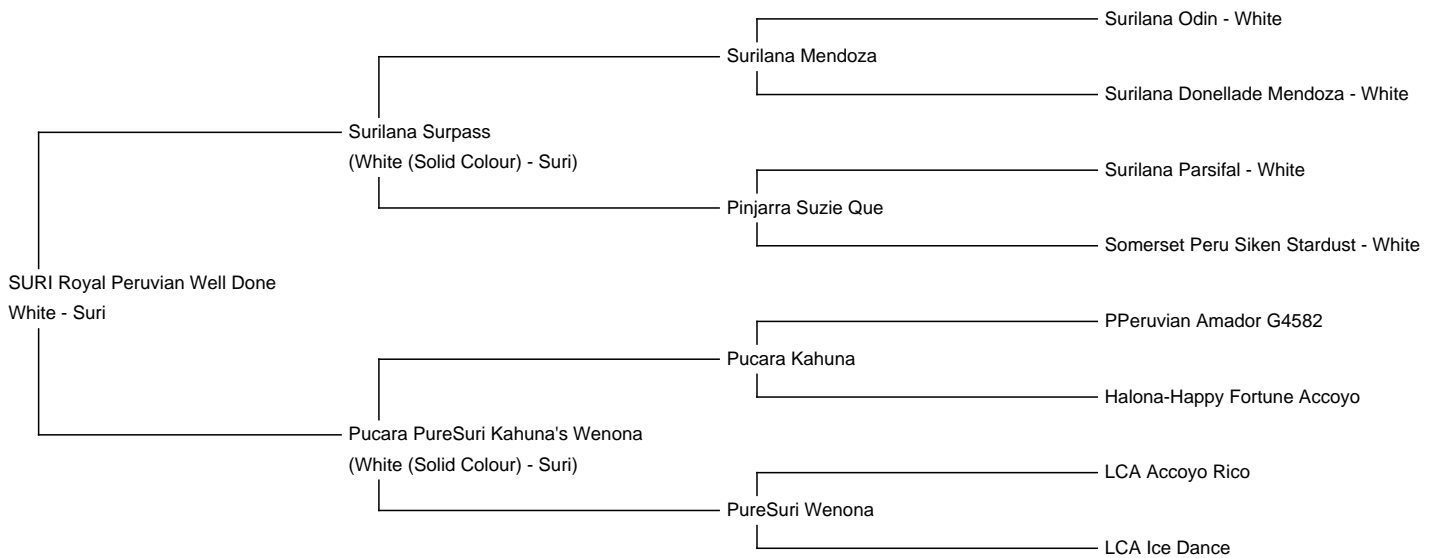 Surilana Odin - White
Surilana Mendoza
Surilana Donellade Mendoza - White
Surilana Surpass
(White (Solid Colour) - Suri)
Surilana Parsifal - White
Pinjarra Suzie Que
Somerset Peru Siken Stardust - White
SURI Royal Peruvian Well Done
White - Suri
PPeruvian Amador G4582
Pucara Kahuna
Halona-Happy Fortune Accoyo
Pucara PureSuri Kahuna's Wenona
(White (Solid Colour) - Suri)
LCA Accoyo Rico
PureSuri Wenona
LCA Ice Dance